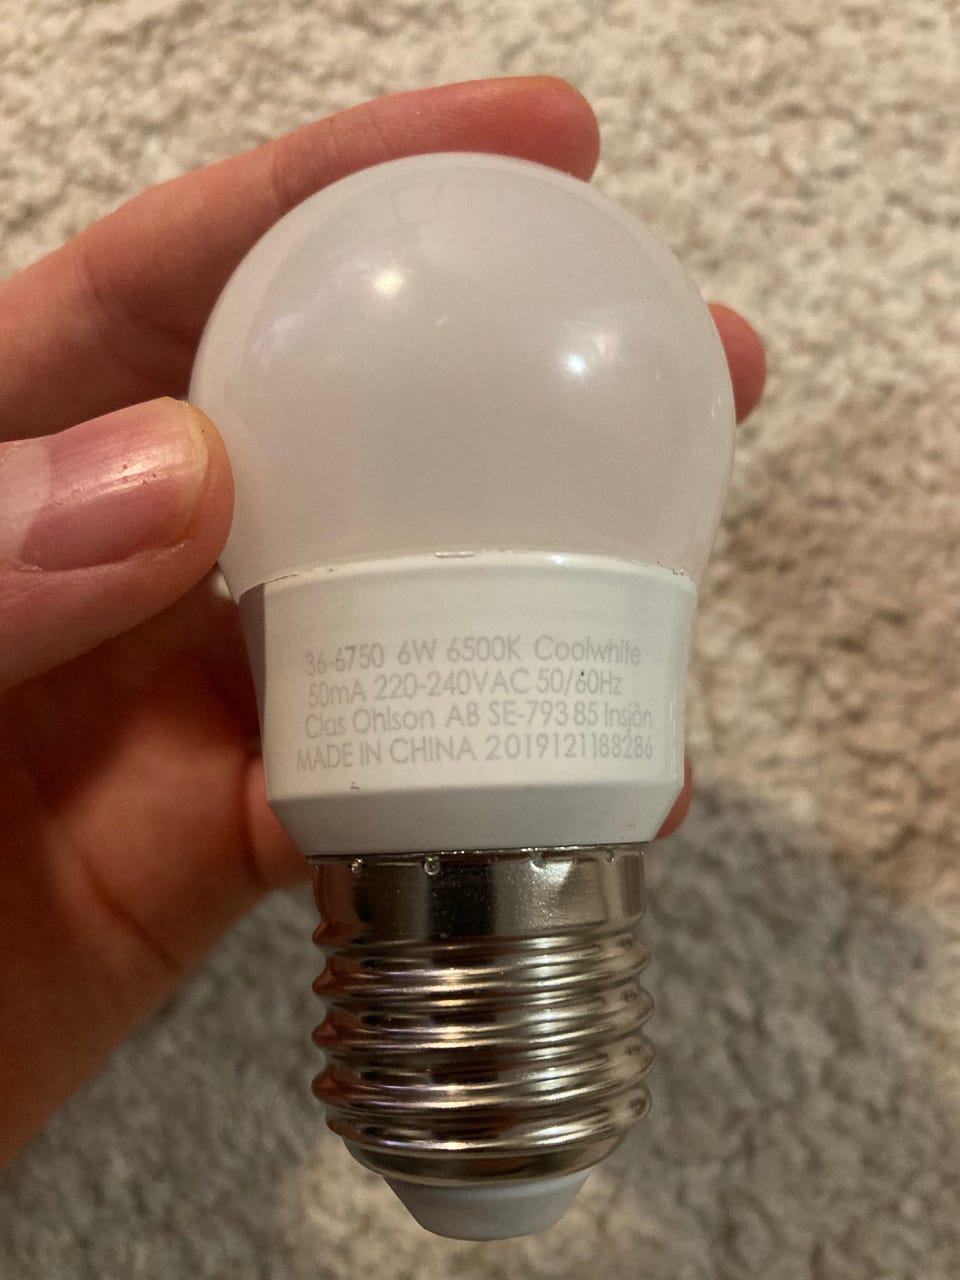 36-6750 6W 6500K Coolwhite
50mA 220-240VAC 50/60Hz
Clas Ohlson AB SE-793 85 Insjön
MADE IN CHINA 2019121188286